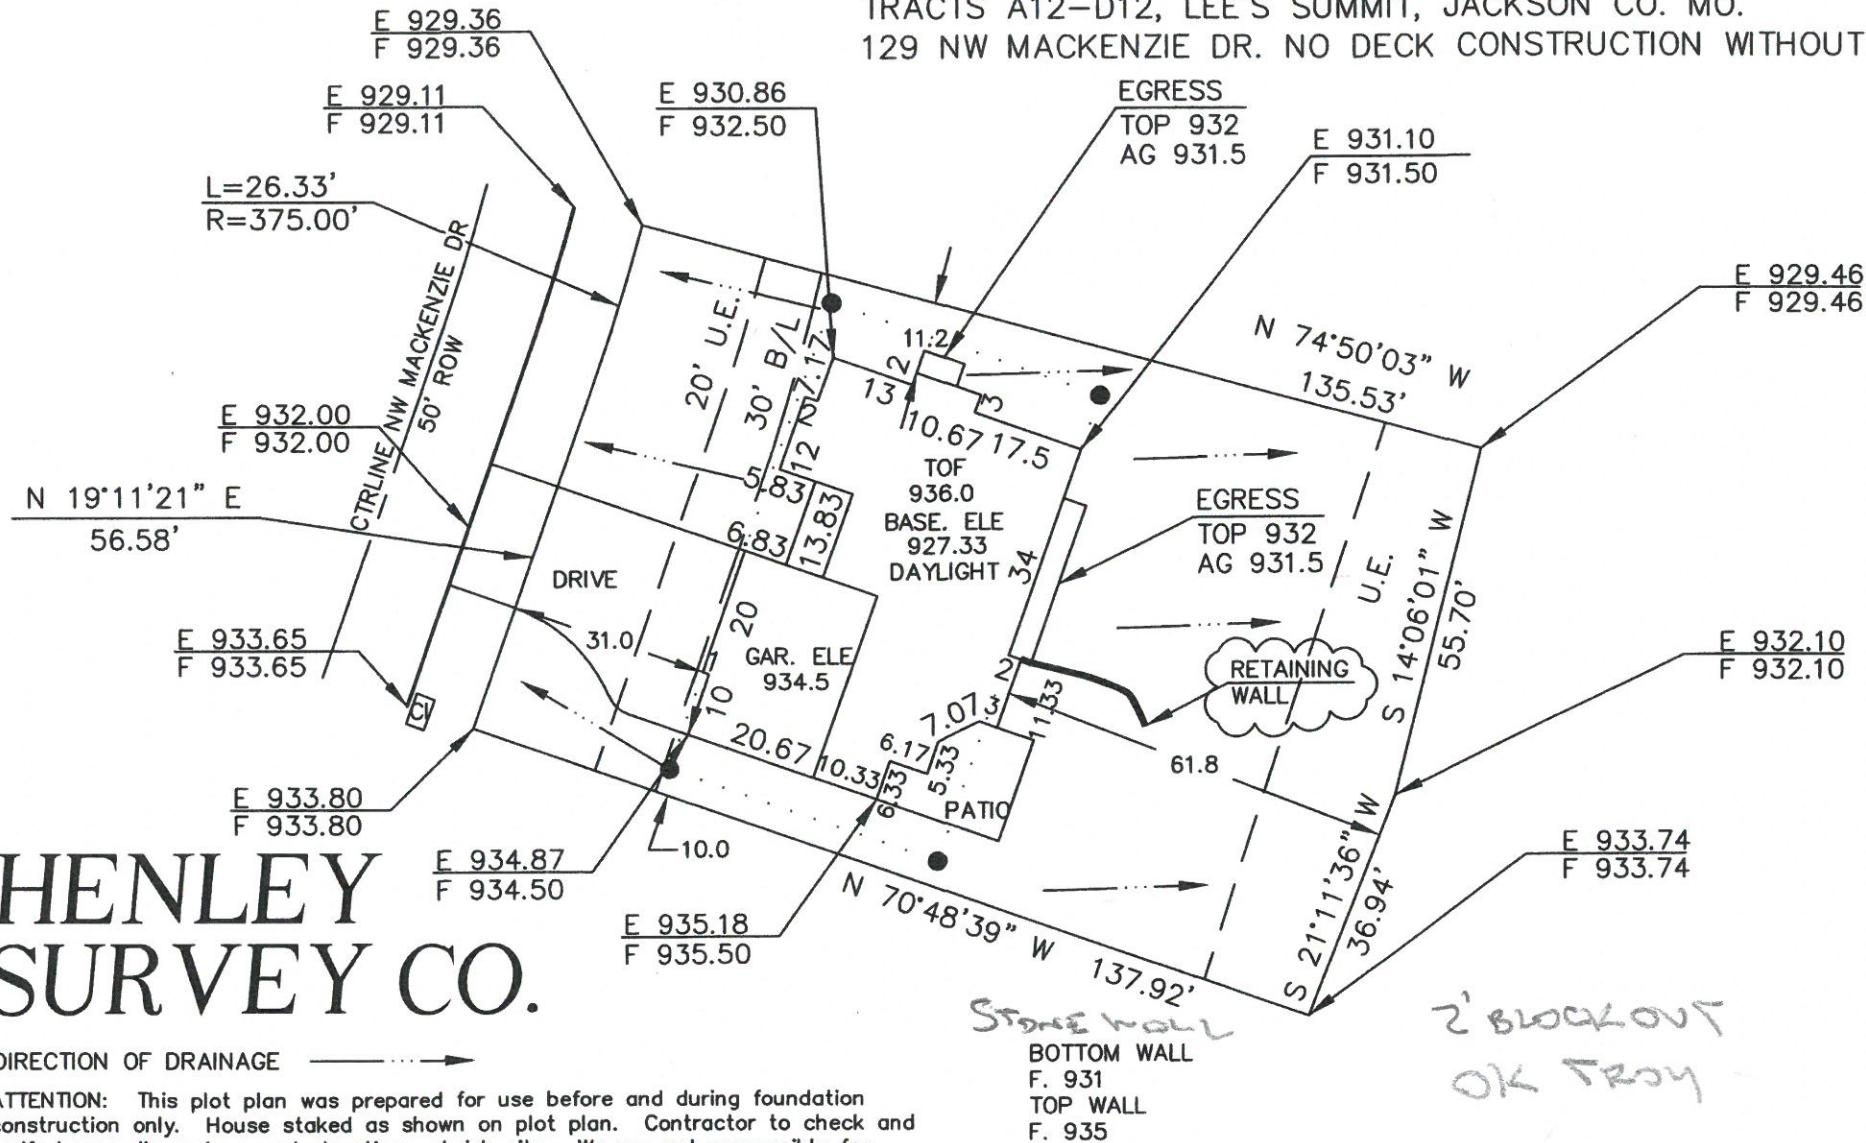 TRACTS A12-D12, LEE'S SUMMIT, JACKSON CO. MO.
129 NW MACKENZIE DR. NO DECK CONSTRUCTION WITHOUT
E 929.36
F 929.36
E 929.11
F 929.11
E 930.86
F 932.50
EGRESS
TOP 932
AG 931.5
E 931.10
F 931.50
L=26.33'
R=375.00'
E 929.46
F 929.46
N 74°50'03" W
135.53'
CTRLINE NW MACKENZIE DR
50' ROW
20' U.E.
30' B/L
7.17
2
12
11.2
2
13
10.67
3
17.5
E 932.00
F 932.00
5.83
6.83
13.83
TOF
936.0
BASE. ELE
927.33
DAYLIGHT
34
EGRESS
TOP 932
AG 931.5
U.E.
S 14°06'01" W
55.70'
N 19°11'21" E
56.58'
DRIVE
31.0
20
1
10
GAR. ELE
934.5
E 933.65
F 933.65
CI
RETAINING
WALL
E 932.10
F 932.10
2
3
11.33
7.07
6.17
5.33
6.33
20.67
10.33
PATIO
61.8
E 933.80
F 933.80
10.0
E 934.87
F 934.50
E 935.18
F 935.50
N 70°48'39" W 137.92'
S 21°11'36" W
36.94'
E 933.74
F 933.74
HENLEY
SURVEY CO.
STONE WALL
BOTTOM WALL
F. 931
TOP WALL
F. 935
2' BLOCKOUT
OK TROY
DIRECTION OF DRAINAGE
ATTENTION: This plot plan was prepared for use before and during foundation
construction only. House staked as shown on plot plan. Contractor to check and